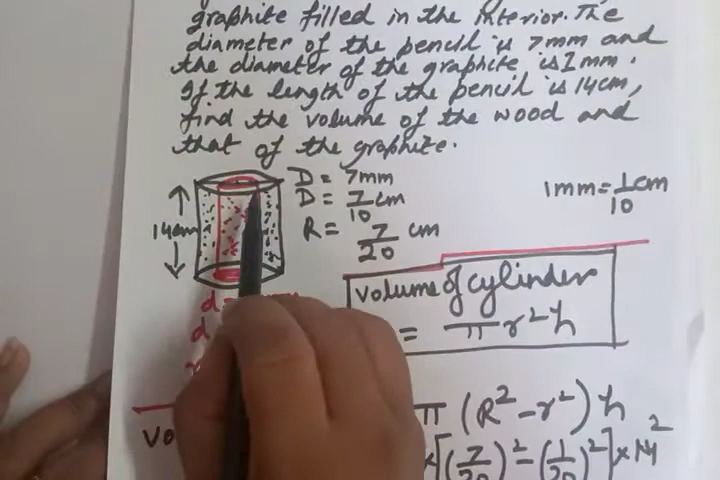 graphite filled in the interior. The
diameter of the pencil is 7mm and
the diameter of the graphite is 1mm.
If the length of the pencil is 14cm,
find the volume of the wood and
that of the graphite.
D = 7mm
D = 7/10 cm
R = 7/20 cm
1mm = 1/10 cm
14cm
volume of cylinder
= πr²h
d
d
π (R² - r²) h
×[(7/20)² - (1/20)²] × 14